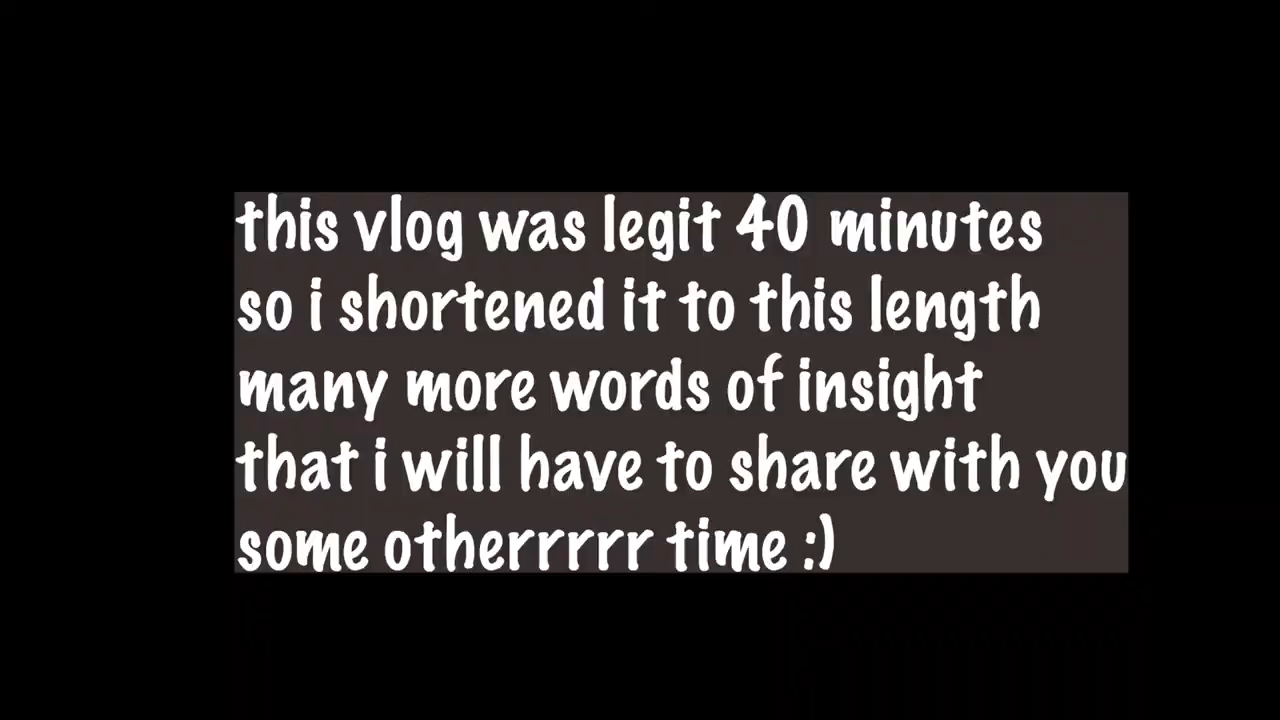 this vlog was legit 40 minutes
so i shortened it to this length
many more words of insight
that i will have to share with you
some otherrrrr time :)